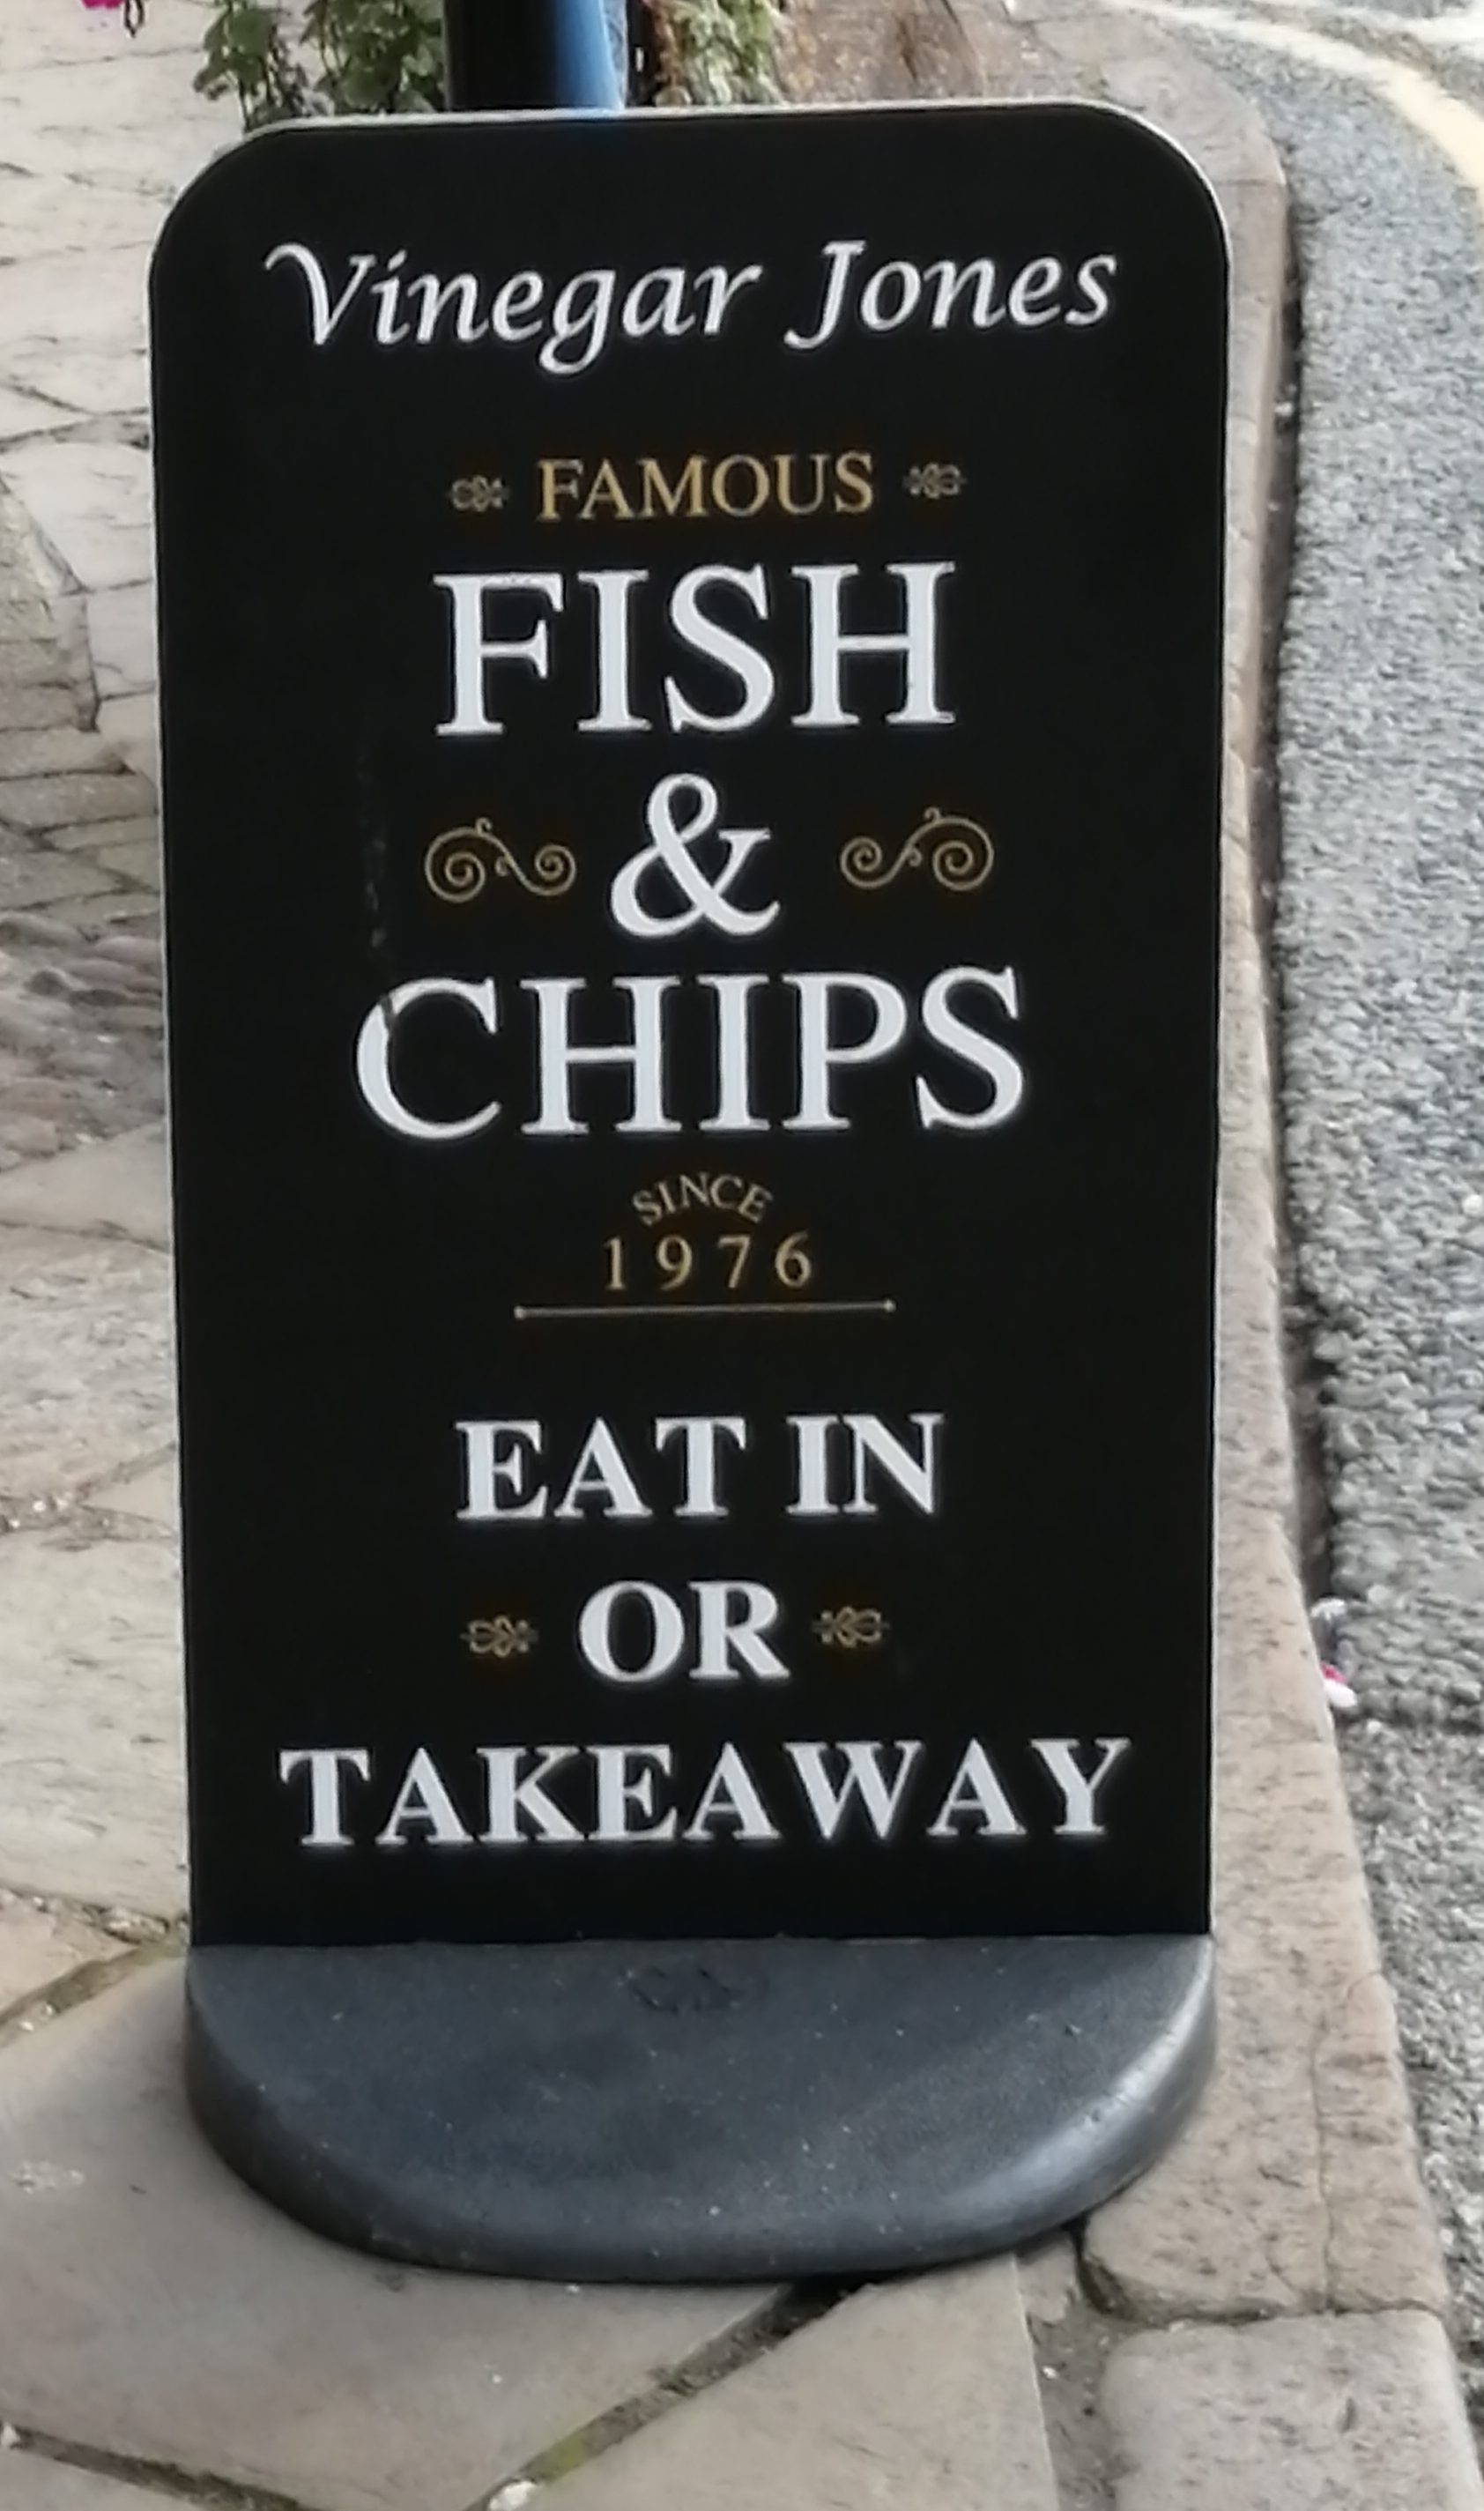 Vinegar Jones
FAMOUS
FISH
&
CHIPS
SINCE
1976
EAT IN
OR
TAKEAWAY